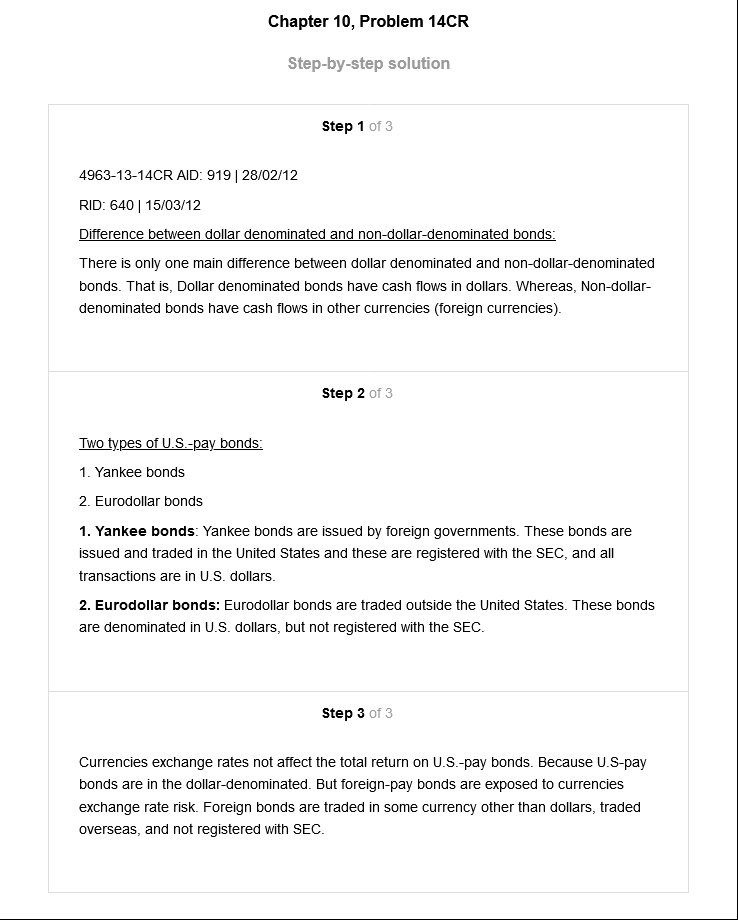 Chapter 10, Problem 14CR
Step-by-step solution
Step 1 of 3
4963-13-14CR AID: 919 | 28/02/12
RID: 640 | 15/03/12
Difference between dollar denominated and non-dollar-denominated bonds:
There is only one main difference between dollar denominated and non-dollar-denominated
bonds. That is, Dollar denominated bonds have cash flows in dollars. Whereas, Non-dollar-
denominated bonds have cash flows in other currencies (foreign currencies).
Step 2 of 3
Two types of U.S.-pay bonds:
1. Yankee bonds
2. Eurodollar bonds
1. Yankee bonds: Yankee bonds are issued by foreign governments. These bonds are
issued and traded in the United States and these are registered with the SEC, and all
transactions are in U.S. dollars.
2. Eurodollar bonds: Eurodollar bonds are traded outside the United States. These bonds
are denominated in U.S. dollars, but not registered with the SEC.
Step 3 of 3
Currencies exchange rates not affect the total return on U.S.-pay bonds. Because U.S-pay
bonds are in the dollar-denominated. But foreign-pay bonds are exposed to currencies
exchange rate risk. Foreign bonds are traded in some currency other than dollars, traded
overseas, and not registered with SEC.